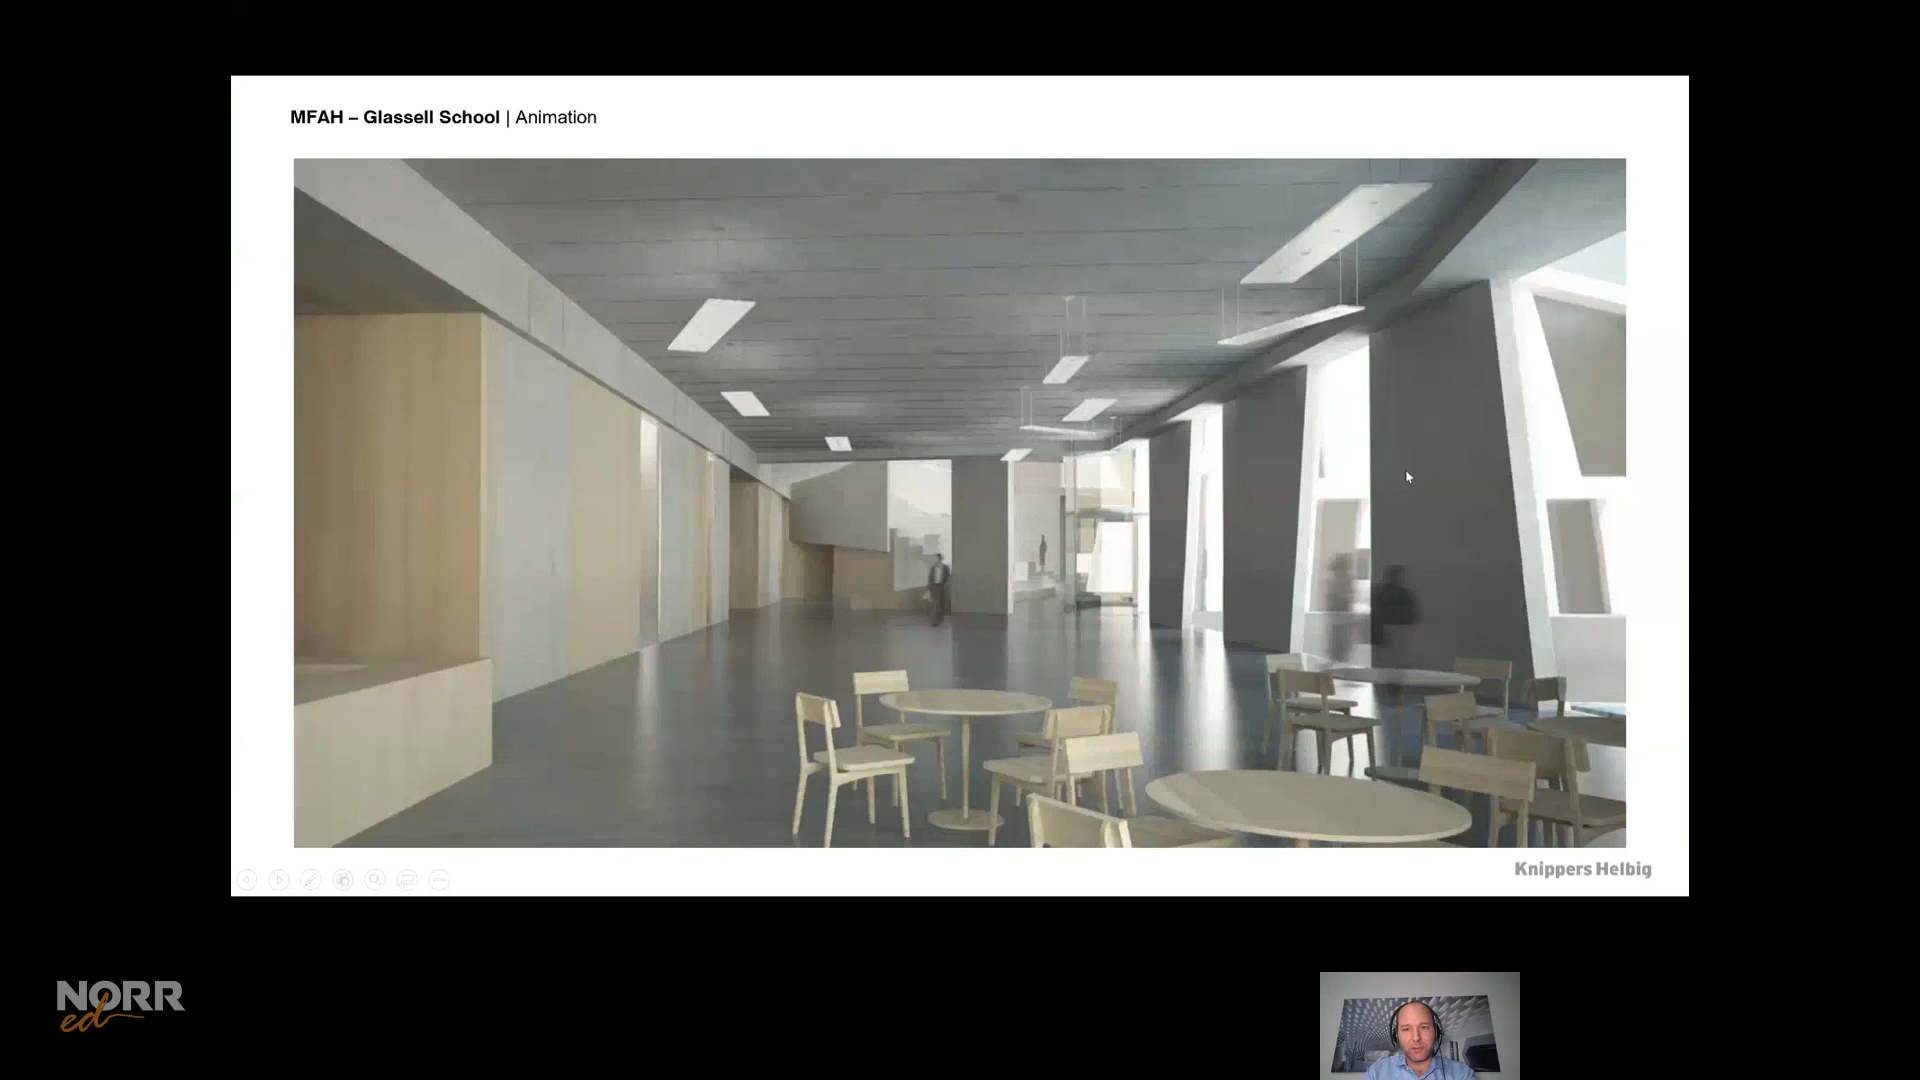 MFAH – Glassell School | Animation
Knippers Helbig
NORR
ed